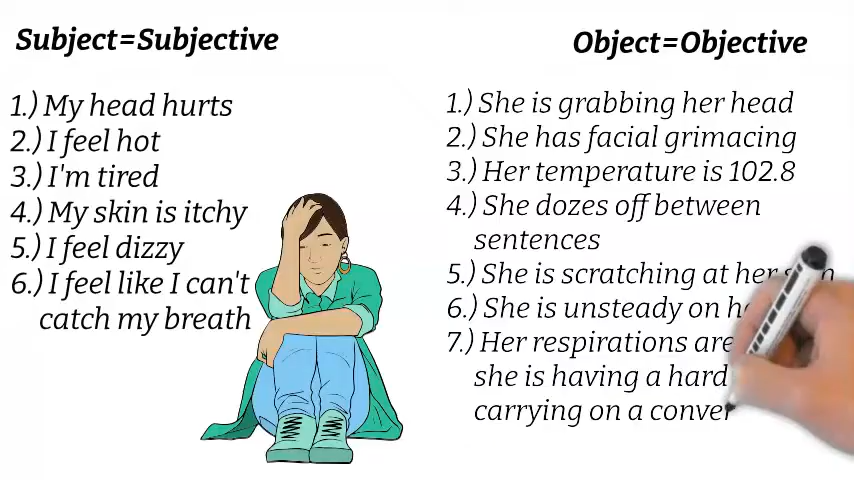 Subject=Subjective
1.) My head hurts
2.) I feel hot
3.) I'm tired
4.) My skin is itchy
5.) I feel dizzy
6.) I feel like I can't
catch my breath
Object=Objective
1.) She is grabbing her head
2.) She has facial grimacing
3.) Her temperature is 102.8
4.) She dozes off between
sentences
5.) She is scratching at her
6.) She is unsteady on
7.) Her respirations are
she is having a hard
carrying on a